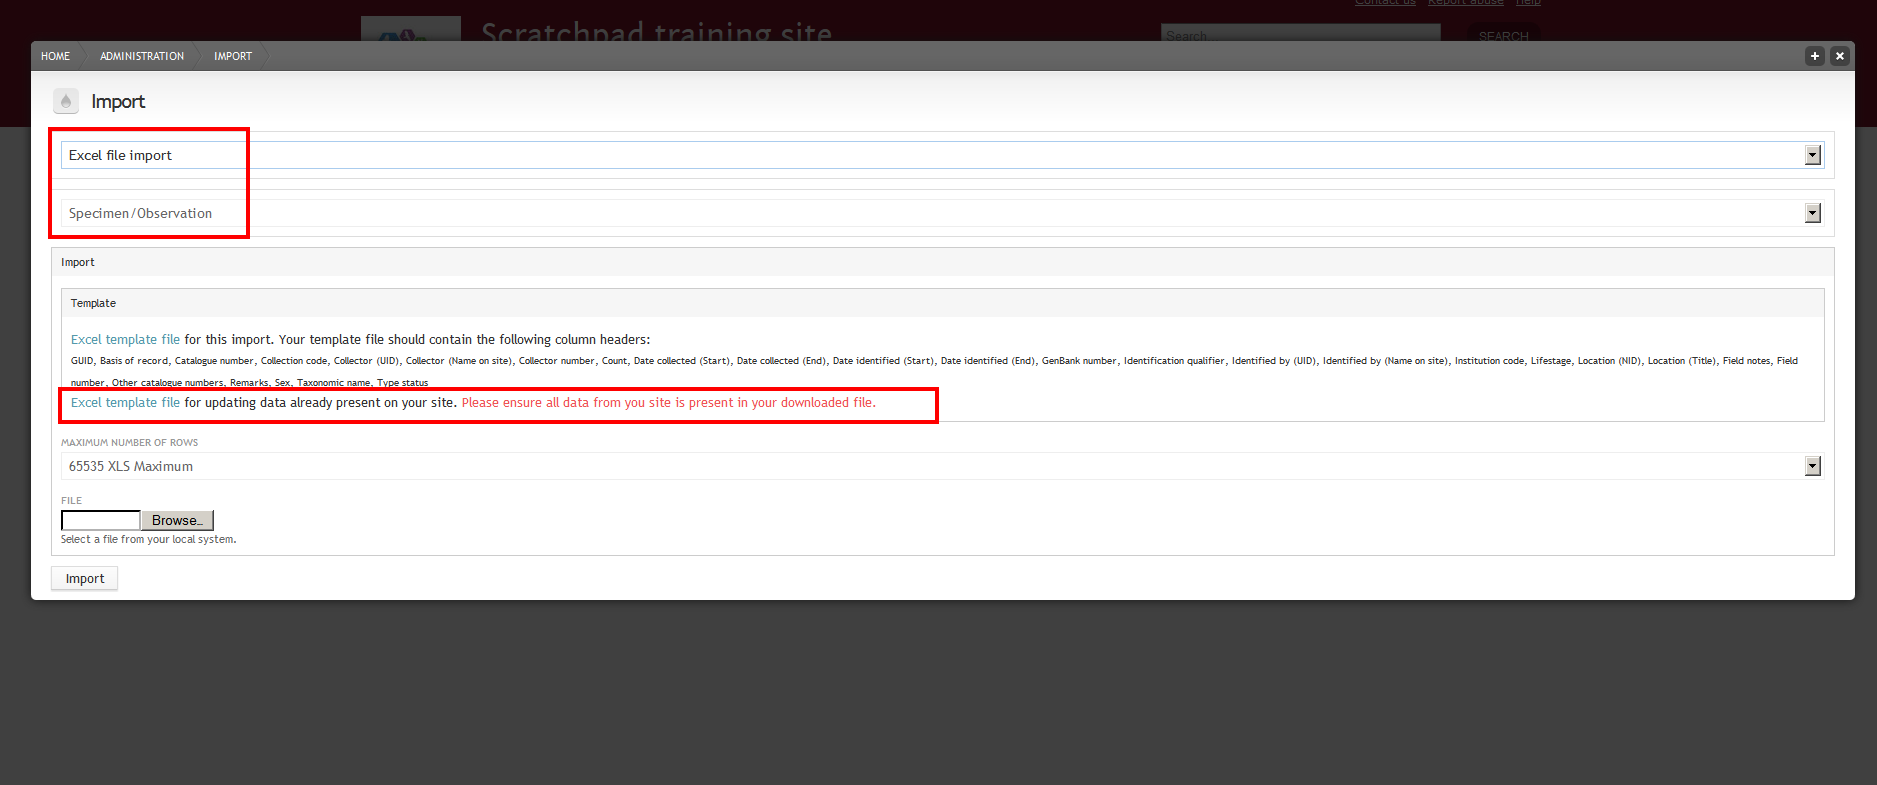 Contact us Report abuse Help
Scratchpad training site
Search...
SEARCH
HOME ADMINISTRATION IMPORT
Import
Excel file import
Specimen/Observation
Import
Template
Excel template file for this import. Your template file should contain the following column headers:
GUID, Basis of record, Catalogue number, Collection code, Collector (UID), Collector (Name on site), Collector number, Count, Date collected (Start), Date collected (End), Date identified (Start), Date identified (End), GenBank number, Identification qualifier, Identified by (UID), Identified by (Name on site), Institution code, Lifestage, Location (NID), Location (Title), Field notes, Field
number, Other catalogue numbers, Remarks, Sex, Taxonomic name, Type status
Excel template file for updating data already present on your site. Please ensure all data from you site is present in your downloaded file.
MAXIMUM NUMBER OF ROWS
65535 XLS Maximum
FILE
Browse...
Select a file from your local system.
Import